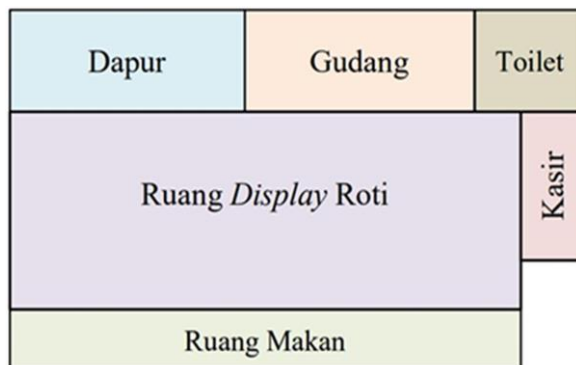 Dapur
Gudang
Toilet
Ruang Display Roti
Kasir
Ruang Makan